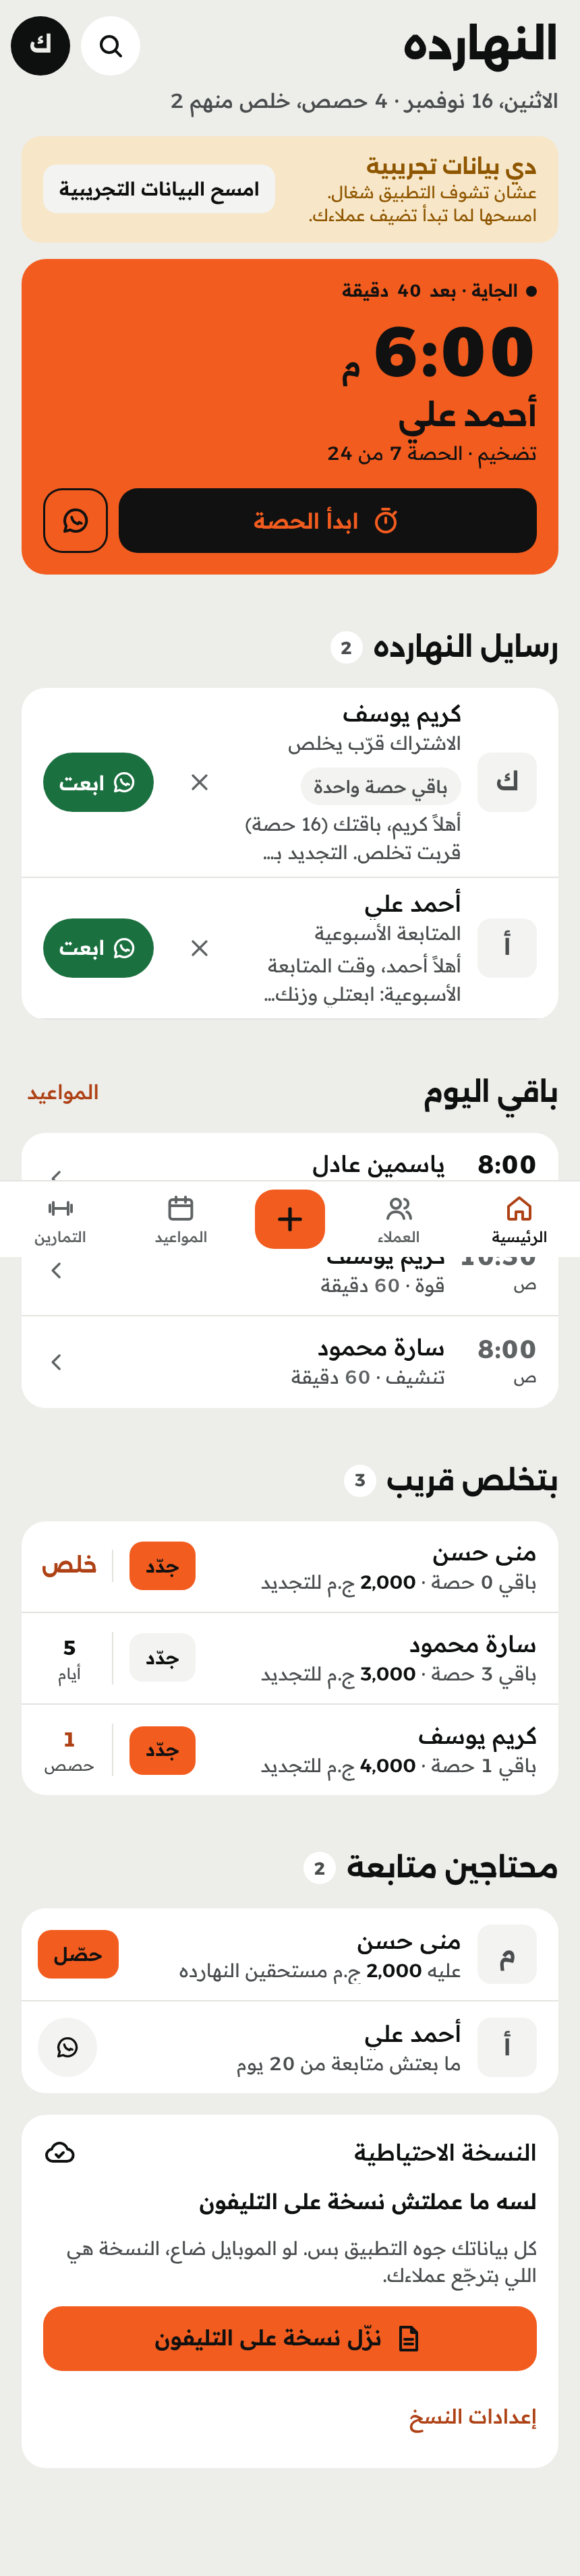 النهارده
ك
الاثنين، 16 نوفمبر · 4 حصص، خلص منهم 2
دي بيانات تجريبية
عشان تشوف التطبيق شغال.
امسحها لما تبدأ تضيف عملاءك.
امسح البيانات التجريبية
الجاية · بعد 40 دقيقة
6:00 م
أحمد علي
تضخيم · الحصة 7 من 24
ابدأ الحصة
رسايل النهارده 2
ك
كريم يوسف
الاشتراك قرّب يخلص
باقي حصة واحدة
أهلاً كريم، باقتك (16 حصة)
قربت تخلص. التجديد بـ...
ابعت
أ
أحمد علي
المتابعة الأسبوعية
أهلاً أحمد، وقت المتابعة
الأسبوعية: ابعتلي وزنك...
ابعت
باقي اليوم
المواعيد
8:00
ياسمين عادل
الرئيسية
العملاء
المواعيد
التمارين
10:30
ص
كريم يوسف
قوة · 60 دقيقة
8:00
ص
سارة محمود
تنشيف · 60 دقيقة
بتخلص قريب 3
منى حسن
باقي 0 حصة · 2,000 ج.م للتجديد
جدّد
خلص
سارة محمود
باقي 3 حصة · 3,000 ج.م للتجديد
جدّد
5
أيام
كريم يوسف
باقي 1 حصة · 4,000 ج.م للتجديد
جدّد
1
حصص
محتاجين متابعة 2
م
منى حسن
عليه 2,000 ج.م مستحقين النهارده
حصّل
أ
أحمد علي
ما بعتش متابعة من 20 يوم
النسخة الاحتياطية
لسه ما عملتش نسخة على التليفون
كل بياناتك جوه التطبيق بس. لو الموبايل ضاع، النسخة هي
اللي بترجّع عملاءك.
نزّل نسخة على التليفون
إعدادات النسخ